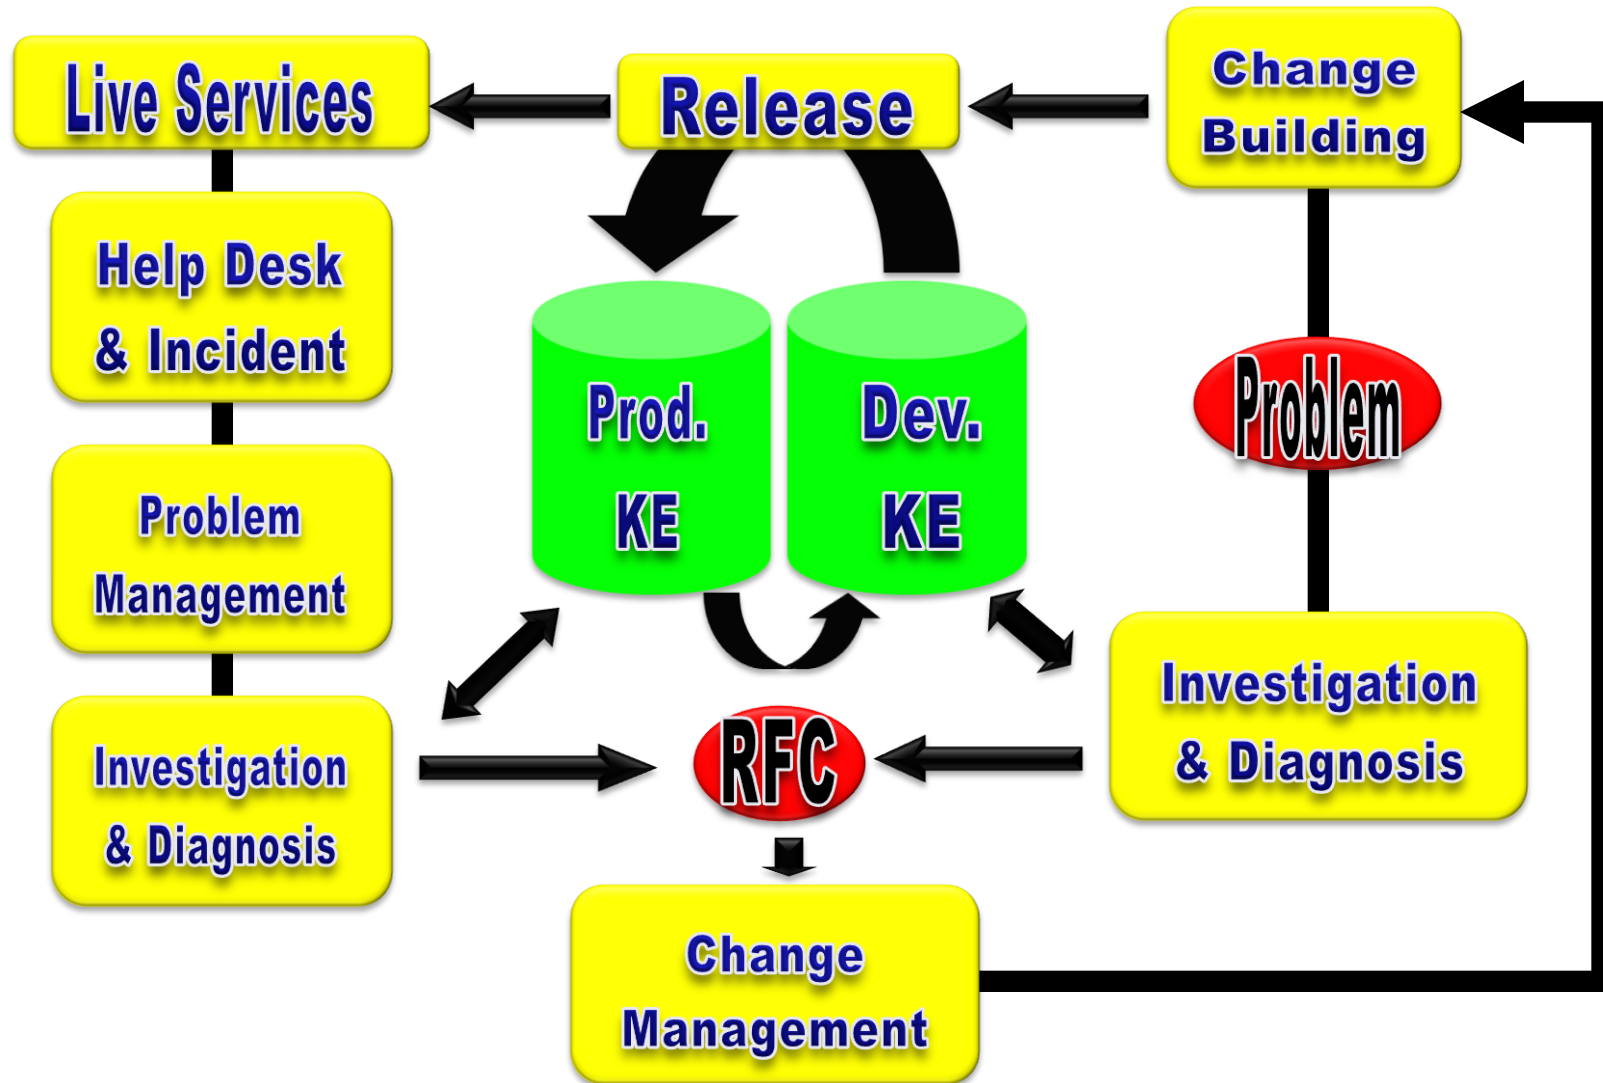 Live Services
Release
Change
Building
Help Desk
& Incident
Prod.
KE
Dev.
KE
Problem
Problem
Management
Investigation
& Diagnosis
RFC
Investigation
& Diagnosis
Change
Management